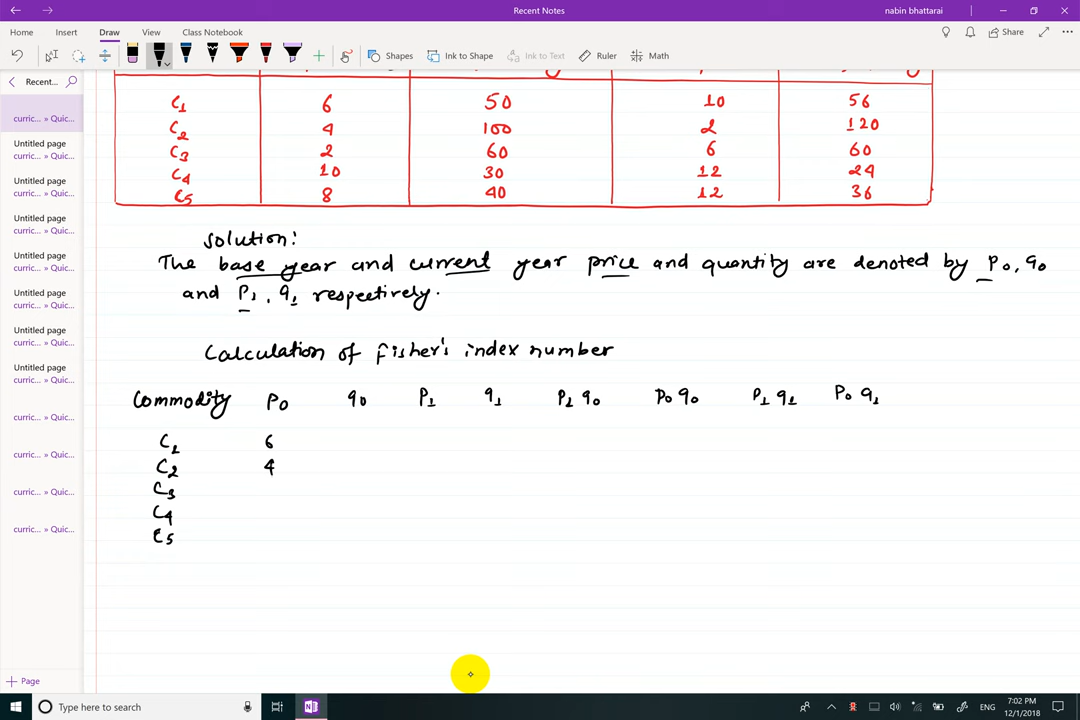 Recent Notes
nabin bhattarai
Home Insert Draw View Class Notebook
Share
Shapes Ink to Shape Ink to Text Ruler Math
Recent...
curric... » Quic...
Untitled page
curric... » Quic...
Untitled page
curric... » Quic...
Untitled page
curric... » Quic...
Untitled page
curric... » Quic...
Untitled page
curric... » Quic...
Untitled page
curric... » Quic...
Untitled page
curric... » Quic...
curric... » Quic...
curric... » Quic...
curric... » Quic...
curric... » Quic...
Page
C1 6 50 10 56
C2 4 100 2 120
C3 2 60 6 60
C4 10 30 12 24
C5 8 40 12 36
Solution:
The base year and current year price and quantity are denoted by P0, q0
and P1, q1 respectively.
Calculation of Fisher's index number
Commodity P0 q0 P1 q1 P1 q0 P0 q0 P1 q1 P0 q1
C1 6
C2 4
C3
C4
C5
Type here to search
ENG
7:02 PM
12/1/2018